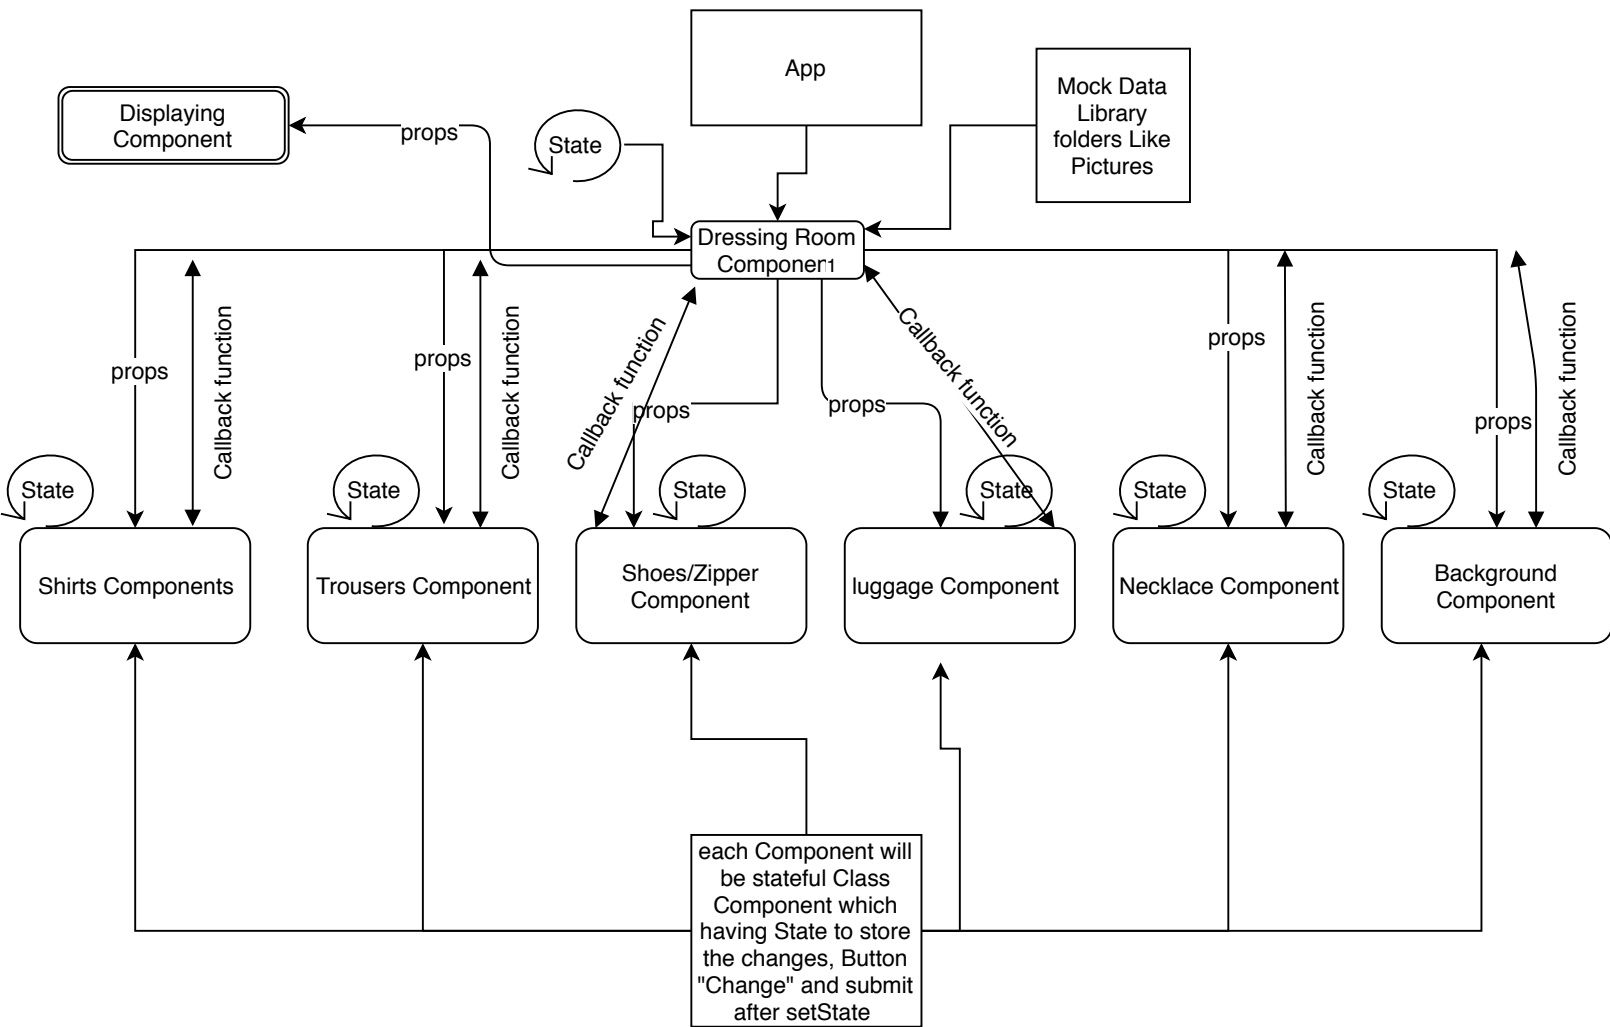 App
Mock Data
Library
folders Like
Pictures
Displaying
Component
props
State
Dressing Room
Component
props
Callback function
props
Callback function
Callback function
props
props
Callback function
props
Callback function
props
Callback function
State
State
State
State
State
State
Shirts Components
Trousers Component
Shoes/Zipper
Component
luggage Component
Necklace Component
Background
Component
each Component will
be stateful Class
Component which
having State to store
the changes, Button
"Change" and submit
after setState